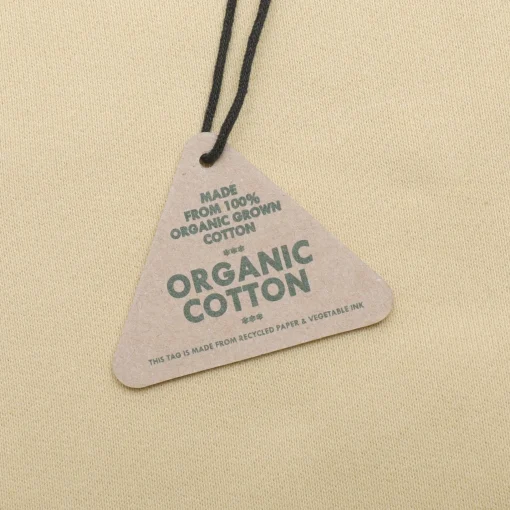 MADE
FROM 100%
ORGANIC GROWN
COTTON
***
ORGANIC
COTTON
***
THIS TAG IS MADE FROM RECYCLED PAPER & VEGETABLE INK